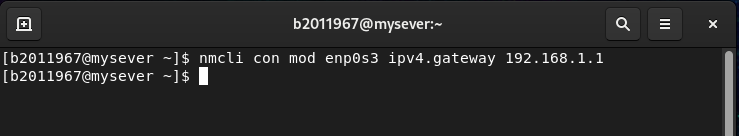 b2011967@mysever:~
[b2011967@mysever ~]$ nmcli con mod enp0s3 ipv4.gateway 192.168.1.1
[b2011967@mysever ~]$